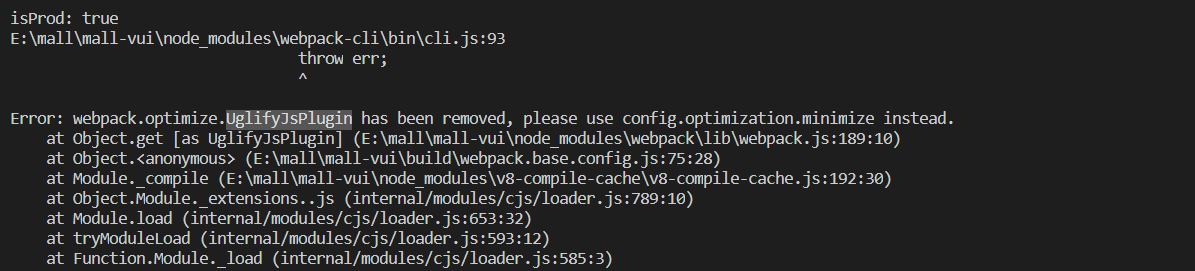 isProd: true
E:\mall\mall-vui\node_modules\webpack-cli\bin\cli.js:93
throw err;
^
Error: webpack.optimize.UglifyJsPlugin has been removed, please use config.optimization.minimize instead.
at Object.get [as UglifyJsPlugin] (E:\mall\mall-vui\node_modules\webpack\lib\webpack.js:189:10)
at Object.<anonymous> (E:\mall\mall-vui\build\webpack.base.config.js:75:28)
at Module._compile (E:\mall\mall-vui\node_modules\v8-compile-cache\v8-compile-cache.js:192:30)
at Object.Module._extensions..js (internal/modules/cjs/loader.js:789:10)
at Module.load (internal/modules/cjs/loader.js:653:32)
at tryModuleLoad (internal/modules/cjs/loader.js:593:12)
at Function.Module._load (internal/modules/cjs/loader.js:585:3)